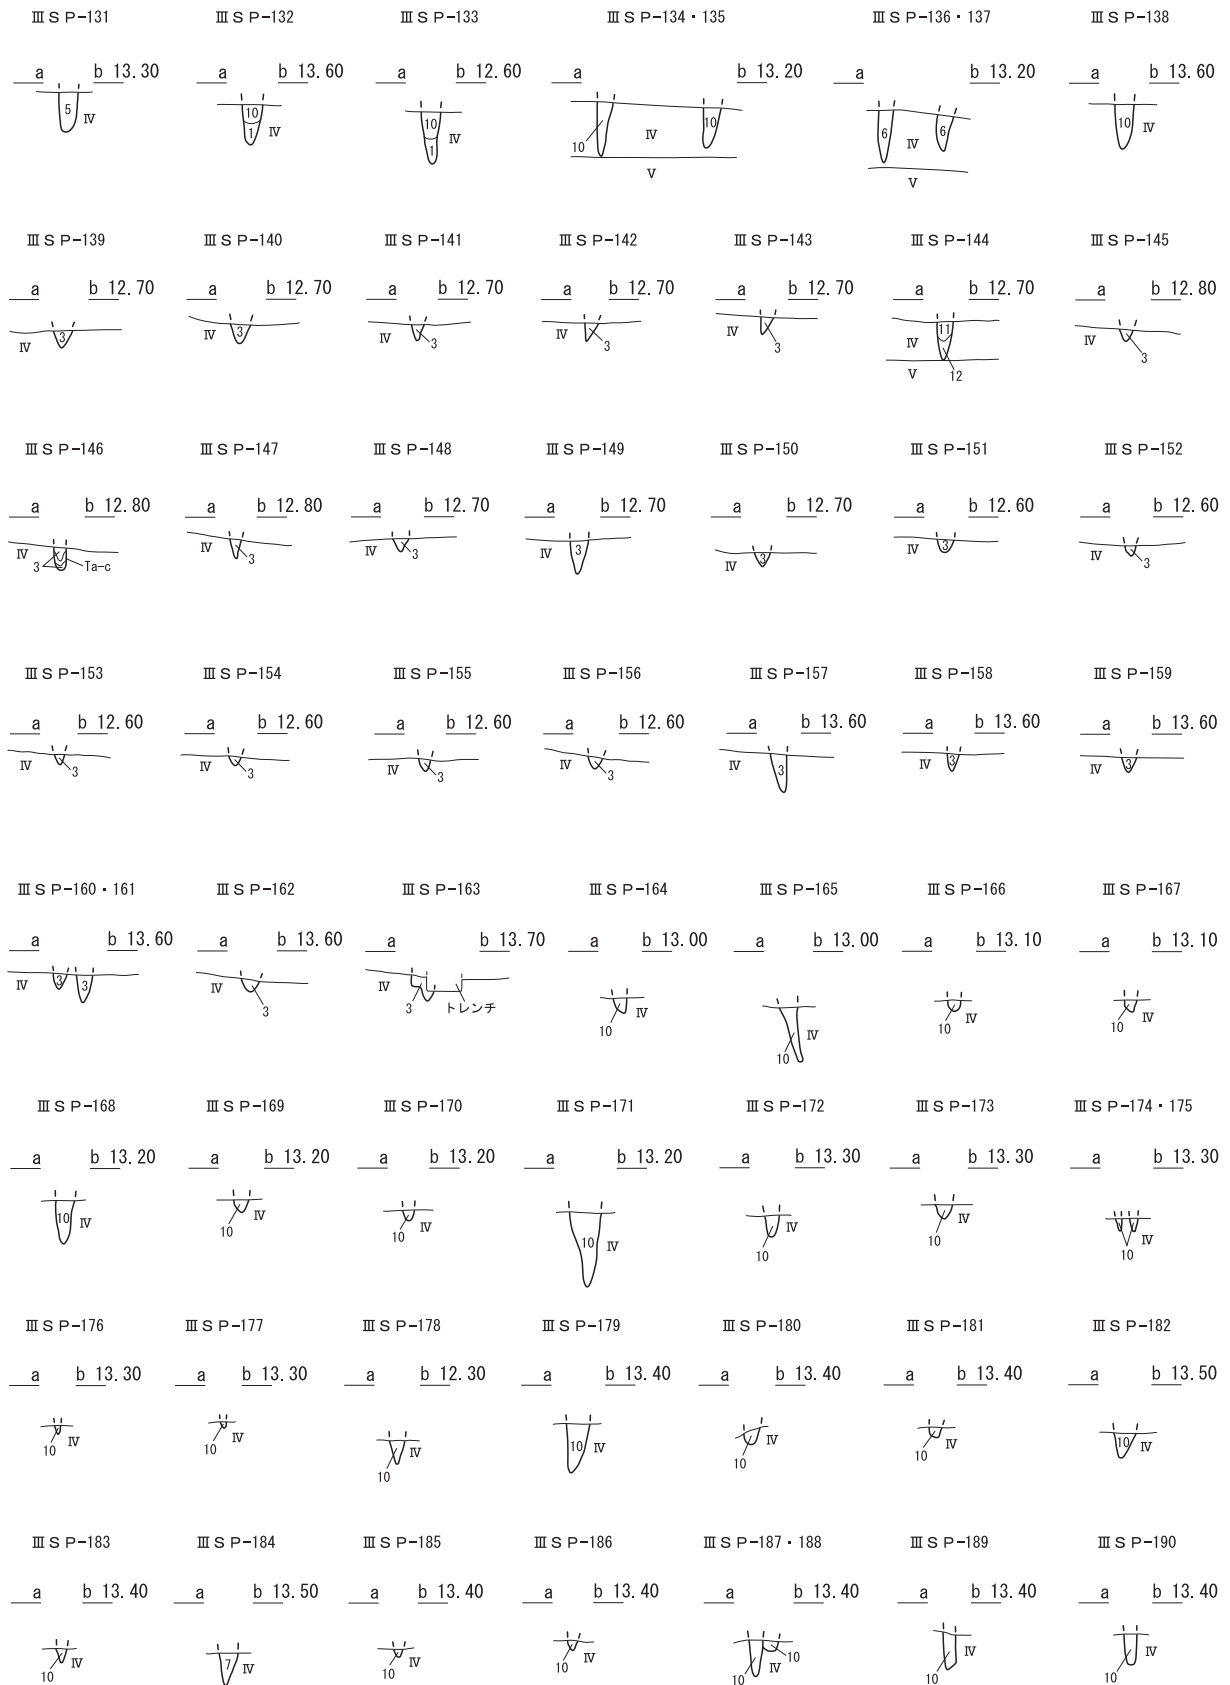 ⅢＳＰ-131 ⅢＳＰ-132 ⅢＳＰ-133 ⅢＳＰ-134・135 ⅢＳＰ-136・137 ⅢＳＰ-138
a b 13.30 a b 13.60 a b 12.60 a b 13.20 a b 13.20 a b 13.60
5 Ⅳ 10 1 Ⅳ 10 1 Ⅳ 10 Ⅳ 10 Ⅴ 6 Ⅳ 6 Ⅴ 10 Ⅳ
ⅢＳＰ-139 ⅢＳＰ-140 ⅢＳＰ-141 ⅢＳＰ-142 ⅢＳＰ-143 ⅢＳＰ-144 ⅢＳＰ-145
a b 12.70 a b 12.70 a b 12.70 a b 12.70 a b 12.70 a b 12.70 a b 12.80
Ⅳ 3 Ⅳ 3 Ⅳ 3 Ⅳ 3 Ⅳ 3 Ⅳ 11 Ⅴ 12 Ⅳ 3
ⅢＳＰ-146 ⅢＳＰ-147 ⅢＳＰ-148 ⅢＳＰ-149 ⅢＳＰ-150 ⅢＳＰ-151 ⅢＳＰ-152
a b 12.80 a b 12.80 a b 12.70 a b 12.70 a b 12.70 a b 12.60 a b 12.60
Ⅳ 3 Ta-c Ⅳ 3 Ⅳ 3 Ⅳ 3 Ⅳ 3 Ⅳ 3 Ⅳ 3
ⅢＳＰ-153 ⅢＳＰ-154 ⅢＳＰ-155 ⅢＳＰ-156 ⅢＳＰ-157 ⅢＳＰ-158 ⅢＳＰ-159
a b 12.60 a b 12.60 a b 12.60 a b 12.60 a b 13.60 a b 13.60 a b 13.60
Ⅳ 3 Ⅳ 3 Ⅳ 3 Ⅳ 3 Ⅳ 3 Ⅳ 3 Ⅳ 3
ⅢＳＰ-160・161 ⅢＳＰ-162 ⅢＳＰ-163 ⅢＳＰ-164 ⅢＳＰ-165 ⅢＳＰ-166 ⅢＳＰ-167
a b 13.60 a b 13.60 a b 13.70 a b 13.00 a b 13.00 a b 13.10 a b 13.10
Ⅳ 3 3 Ⅳ 3 Ⅳ 3 トレンチ 10 Ⅳ 10 Ⅳ 10 Ⅳ 10 Ⅳ
ⅢＳＰ-168 ⅢＳＰ-169 ⅢＳＰ-170 ⅢＳＰ-171 ⅢＳＰ-172 ⅢＳＰ-173 ⅢＳＰ-174・175
a b 13.20 a b 13.20 a b 13.20 a b 13.20 a b 13.30 a b 13.30 a b 13.30
10 Ⅳ 10 Ⅳ 10 Ⅳ 10 Ⅳ 10 Ⅳ 10 Ⅳ 10 Ⅳ
ⅢＳＰ-176 ⅢＳＰ-177 ⅢＳＰ-178 ⅢＳＰ-179 ⅢＳＰ-180 ⅢＳＰ-181 ⅢＳＰ-182
a b 13.30 a b 13.30 a b 12.30 a b 13.40 a b 13.40 a b 13.40 a b 13.50
10 Ⅳ 10 Ⅳ 10 Ⅳ 10 Ⅳ 10 Ⅳ 10 Ⅳ 10 Ⅳ
ⅢＳＰ-183 ⅢＳＰ-184 ⅢＳＰ-185 ⅢＳＰ-186 ⅢＳＰ-187・188 ⅢＳＰ-189 ⅢＳＰ-190
a b 13.40 a b 13.50 a b 13.40 a b 13.40 a b 13.40 a b 13.40 a b 13.40
10 Ⅳ 7 Ⅳ 10 Ⅳ 10 Ⅳ 10 Ⅳ 10 10 Ⅳ 10 Ⅳ